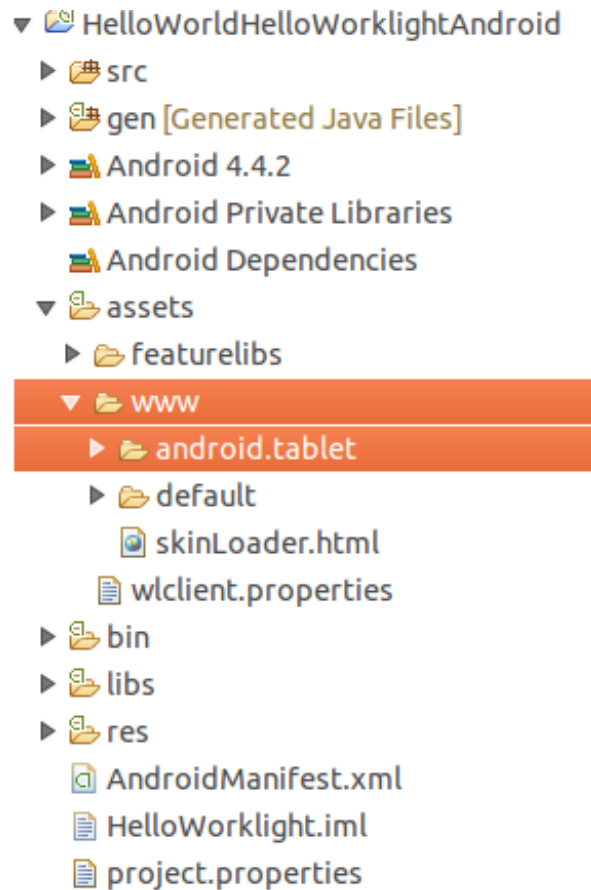 HelloWorldHelloWorklightAndroid
src
gen [Generated Java Files]
Android 4.4.2
Android Private Libraries
Android Dependencies
assets
featurelibs
www
android.tablet
default
skinLoader.html
wlclient.properties
bin
libs
res
AndroidManifest.xml
HelloWorklight.iml
project.properties